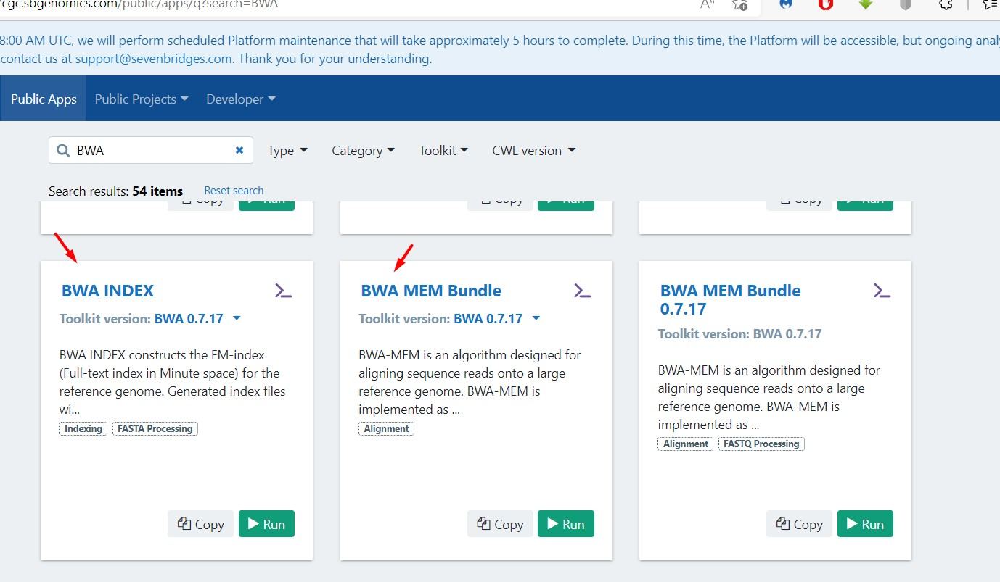 cgc.sbgenomics.com/public/apps/q?search=BWA
8:00 AM UTC, we will perform scheduled Platform maintenance that will take approximately 5 hours to complete. During this time, the Platform will be accessible, but ongoing analy
contact us at support@sevenbridges.com. Thank you for your understanding.
Public Apps Public Projects Developer
BWA Type Category Toolkit CWL version
Search results: 54 items Reset search
Copy Run Copy Run Copy Run
BWA INDEX
Toolkit version: BWA 0.7.17
BWA INDEX constructs the FM-index
(Full-text index in Minute space) for the
reference genome. Generated index files
wi...
Indexing FASTA Processing
Copy Run
BWA MEM Bundle
Toolkit version: BWA 0.7.17
BWA-MEM is an algorithm designed for
aligning sequence reads onto a large
reference genome. BWA-MEM is
implemented as ...
Alignment
Copy Run
BWA MEM Bundle
0.7.17
Toolkit version: BWA 0.7.17
BWA-MEM is an algorithm designed for
aligning sequence reads onto a large
reference genome. BWA-MEM is
implemented as ...
Alignment FASTQ Processing
Copy Run